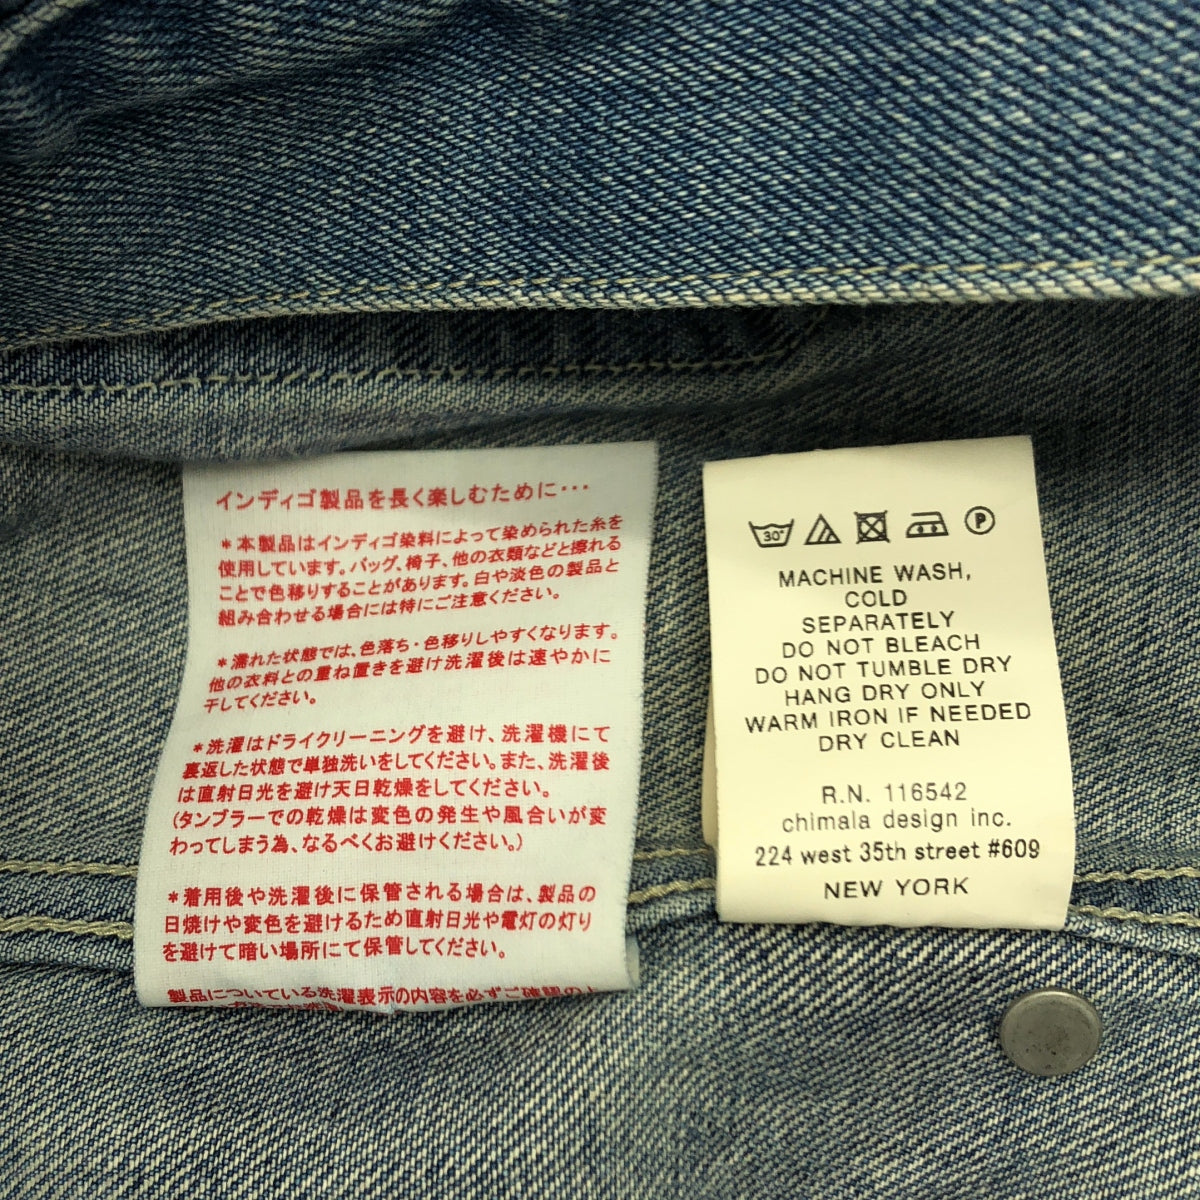 インディゴ製品を長く楽しむために・・・
*本製品はインディゴ染料によって染められた糸を
使用しています。バッグ、椅子、他の衣類などと擦れる
ことで色移りすることがあります。白や淡色の製品と
組み合わせる場合には特にご注意ください。
*濡れた状態では、色落ち・色移りしやすくなります。
他の衣料との重ね置きを避け洗濯後は速やかに
干してください。
*洗濯はドライクリーニングを避け、洗濯機にて
裏返した状態で単独洗いをしてください。また、洗濯後
は直射日光を避け天日乾燥をしてください。
(タンブラーでの乾燥は変色の発生や風合いが変
わってしまう為、なるべくお避けください。)
*着用後や洗濯後に保管される場合は、製品の
日焼けや変色を避けるため直射日光や電灯の灯り
を避けて暗い場所にて保管してください。
製品についている洗濯表示の内容を必ずご確認の上
30°
P
MACHINE WASH,
COLD
SEPARATELY
DO NOT BLEACH
DO NOT TUMBLE DRY
HANG DRY ONLY
WARM IRON IF NEEDED
DRY CLEAN
R.N. 116542
chimala design inc.
224 west 35th street #609
NEW YORK